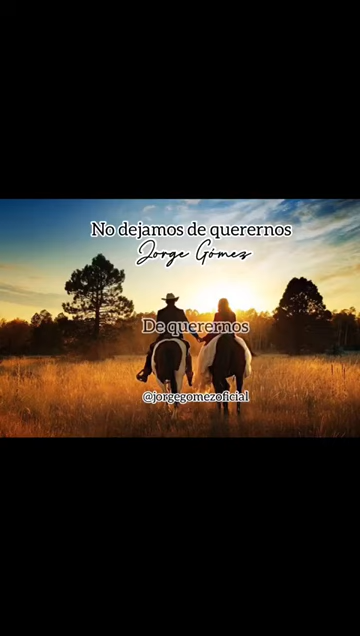 No dejamos de querernos
Jorge Gómez
De querernos
@jorgegomezoficial